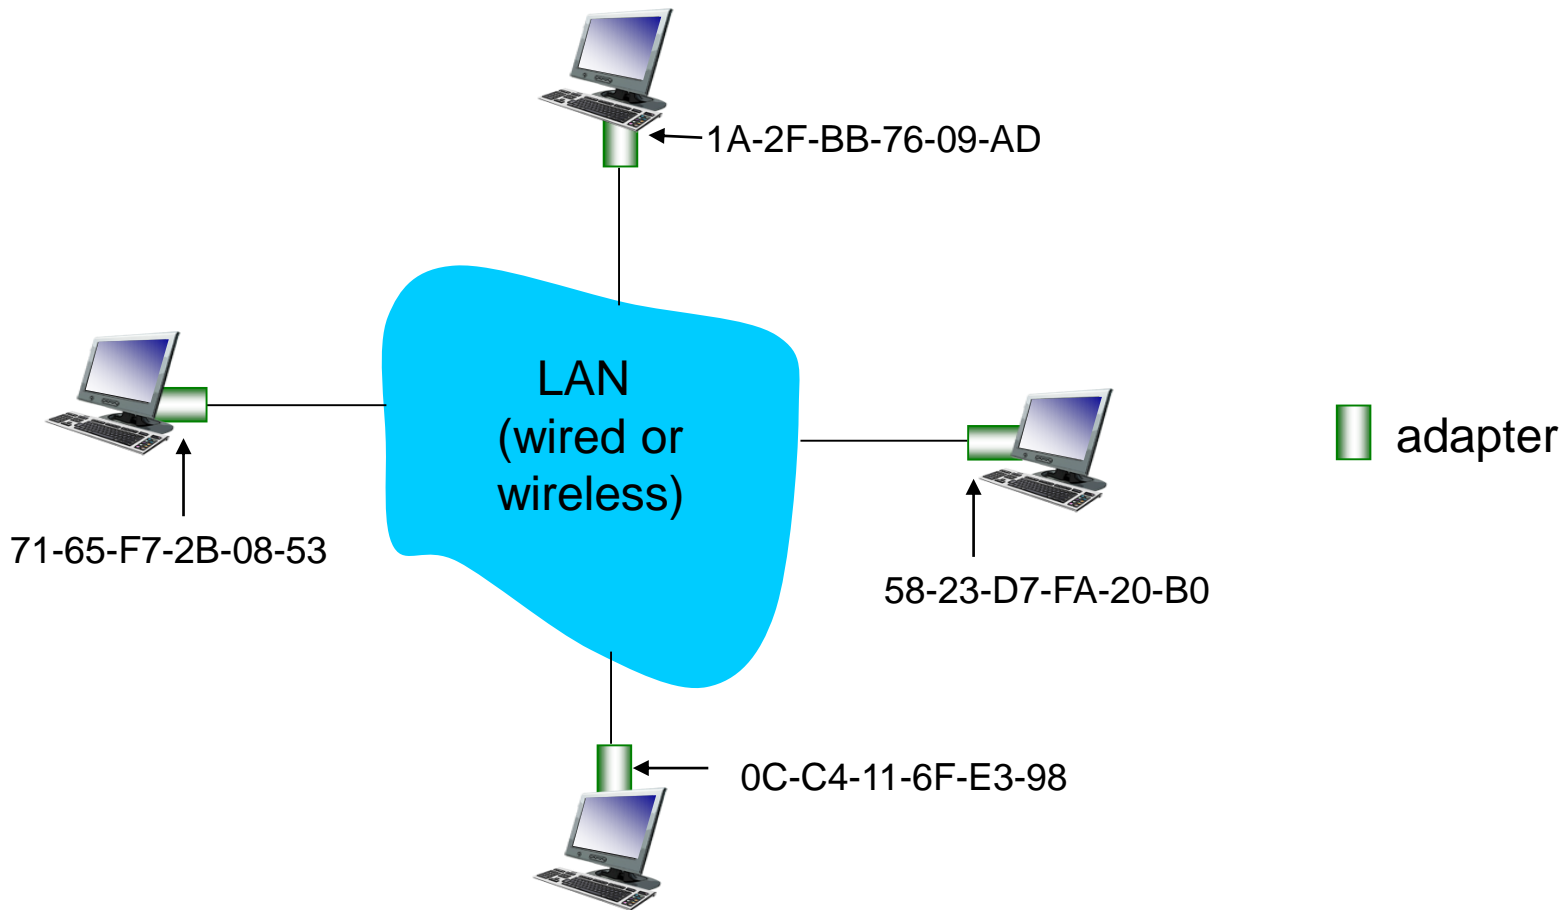 1A-2F-BB-76-09-AD
LAN
(wired or
wireless)
adapter
71-65-F7-2B-08-53
58-23-D7-FA-20-B0
0C-C4-11-6F-E3-98